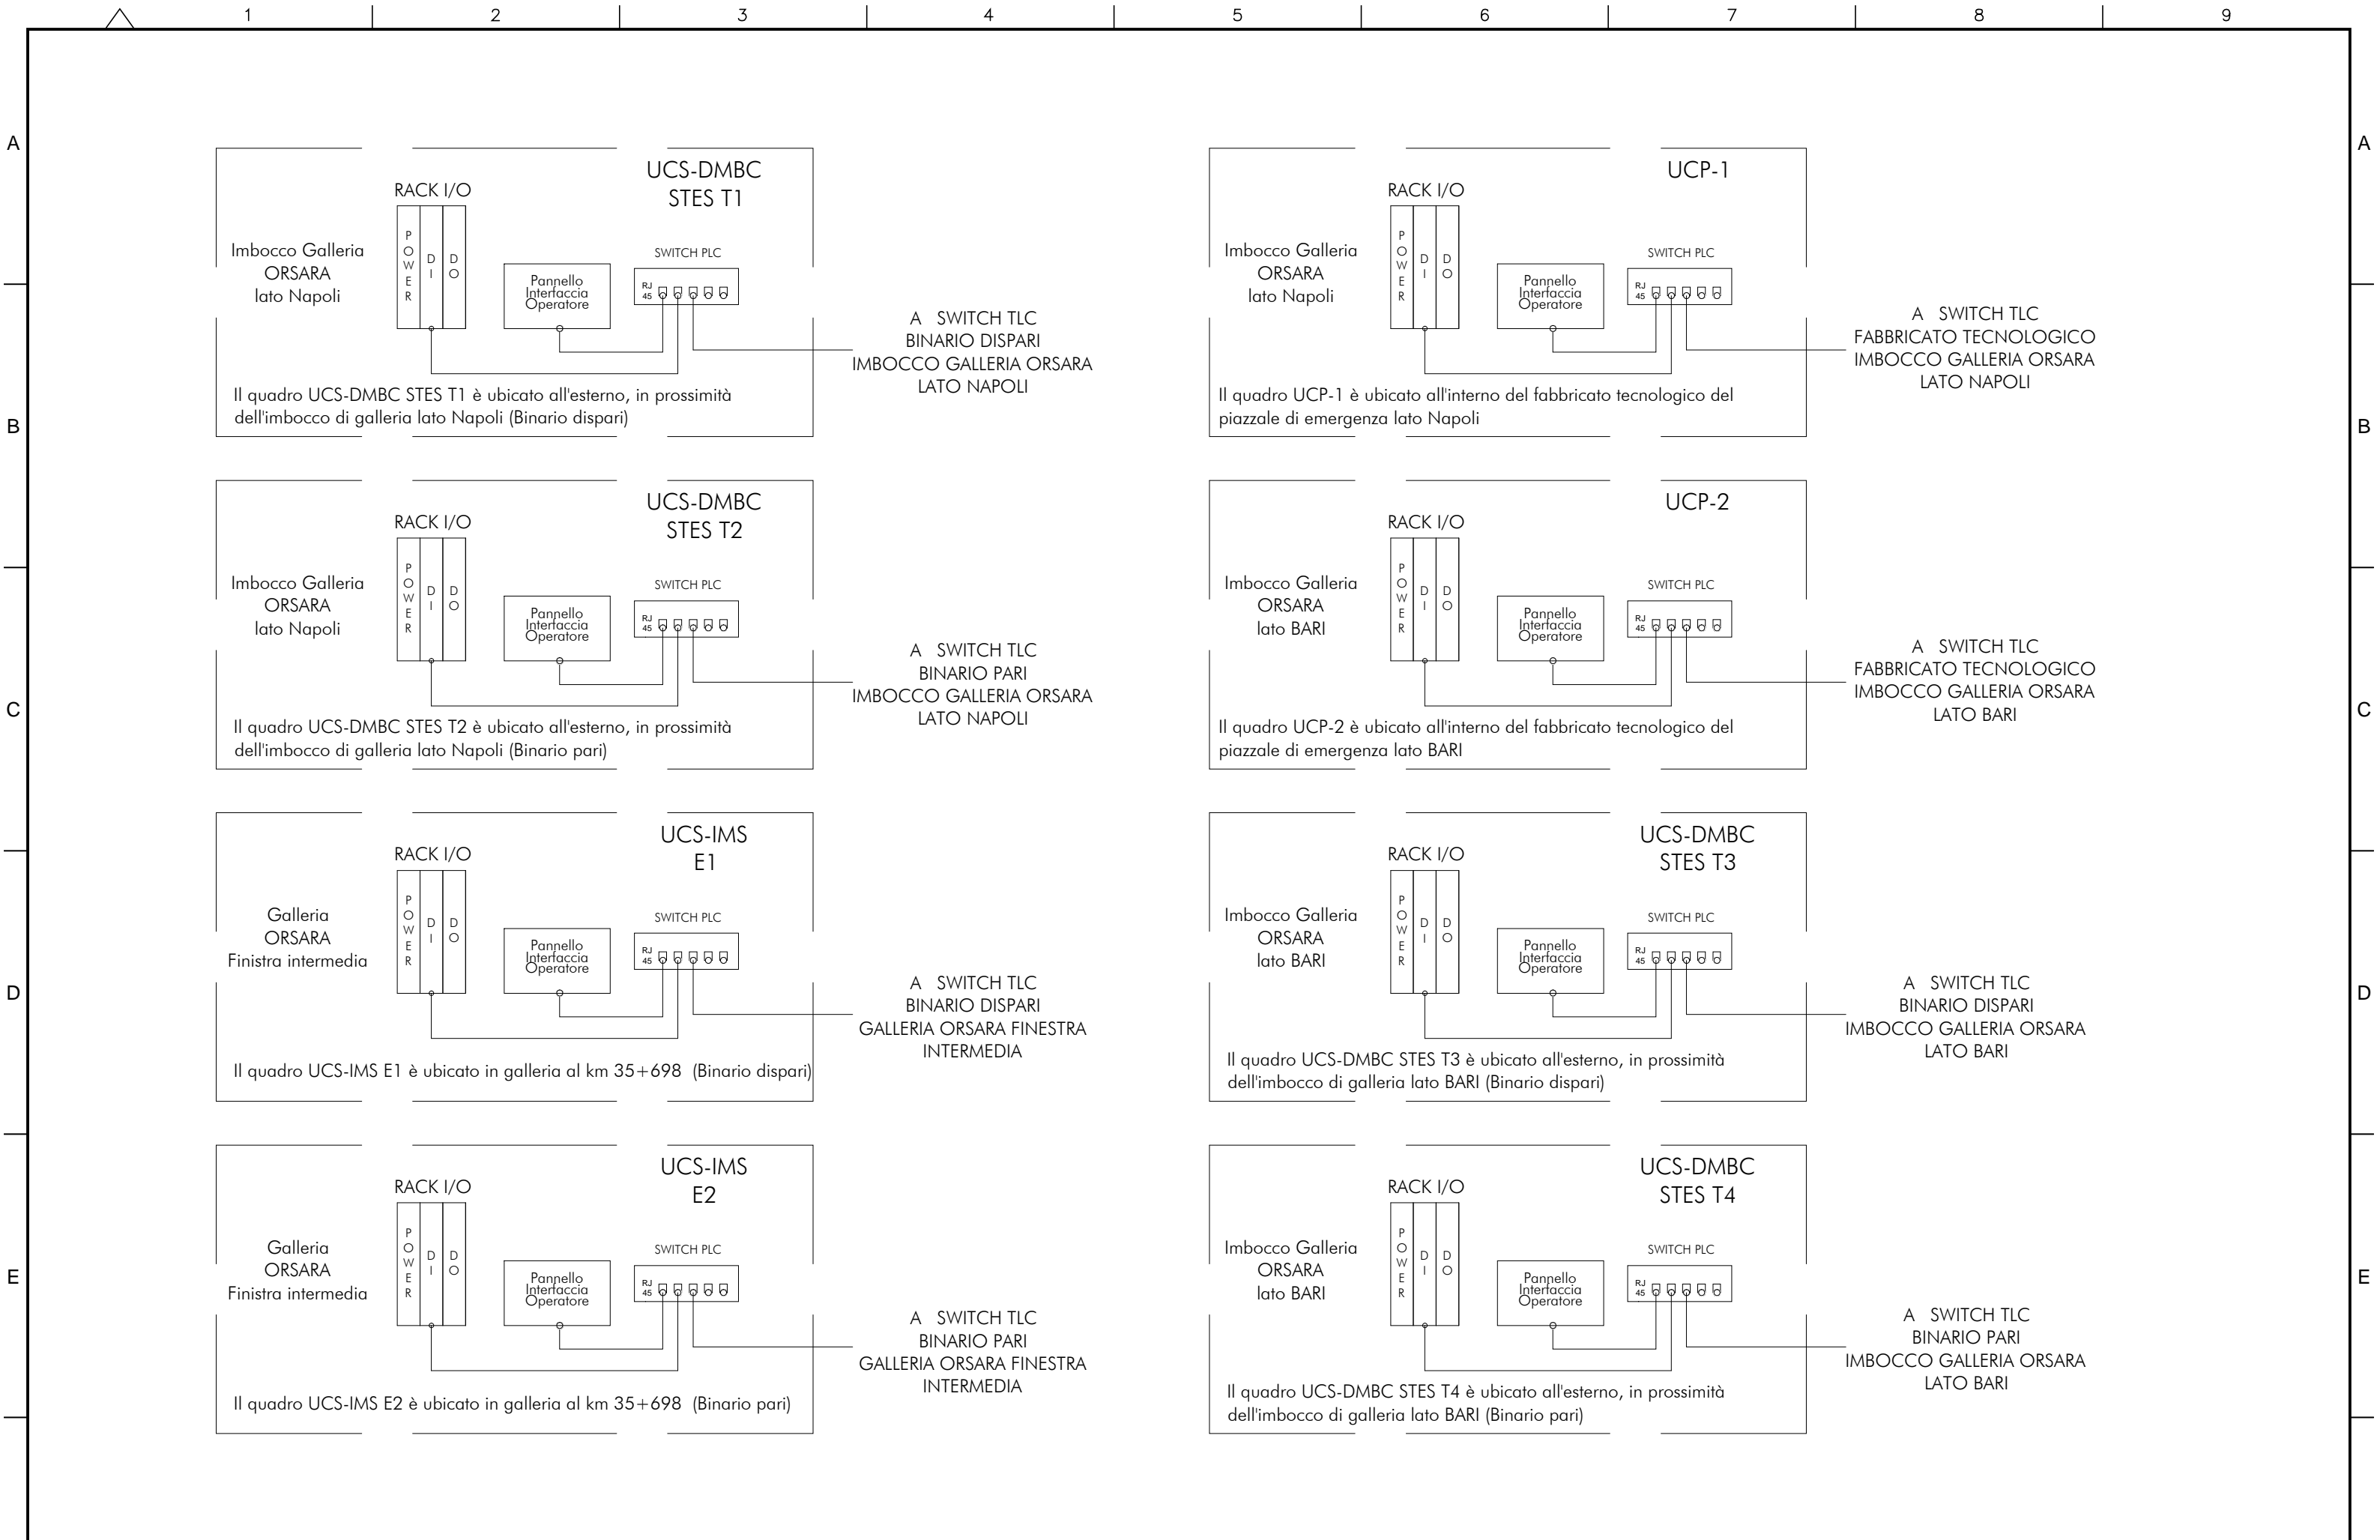 1 2 3 4 5 6 7 8 9
A
A
B
B
C
C
D
D
E
E
UCS-DMBC
STES T1
RACK I/O
POWER
DI
DO
Imbocco Galleria
ORSARA
lato Napoli
Pannello
Interfaccia
Operatore
SWITCH PLC
RJ
45
A SWITCH TLC
BINARIO DISPARI
IMBOCCO GALLERIA ORSARA
LATO NAPOLI
Il quadro UCS-DMBC STES T1 è ubicato all'esterno, in prossimità
dell'imbocco di galleria lato Napoli (Binario dispari)
UCP-1
RACK I/O
POWER
DI
DO
Imbocco Galleria
ORSARA
lato Napoli
Pannello
Interfaccia
Operatore
SWITCH PLC
RJ
45
A SWITCH TLC
FABBRICATO TECNOLOGICO
IMBOCCO GALLERIA ORSARA
LATO NAPOLI
Il quadro UCP-1 è ubicato all'interno del fabbricato tecnologico del
piazzale di emergenza lato Napoli
UCS-DMBC
STES T2
RACK I/O
POWER
DI
DO
Imbocco Galleria
ORSARA
lato Napoli
Pannello
Interfaccia
Operatore
SWITCH PLC
RJ
45
A SWITCH TLC
BINARIO PARI
IMBOCCO GALLERIA ORSARA
LATO NAPOLI
Il quadro UCS-DMBC STES T2 è ubicato all'esterno, in prossimità
dell'imbocco di galleria lato Napoli (Binario pari)
UCP-2
RACK I/O
POWER
DI
DO
Imbocco Galleria
ORSARA
lato BARI
Pannello
Interfaccia
Operatore
SWITCH PLC
RJ
45
A SWITCH TLC
FABBRICATO TECNOLOGICO
IMBOCCO GALLERIA ORSARA
LATO BARI
Il quadro UCP-2 è ubicato all'interno del fabbricato tecnologico del
piazzale di emergenza lato BARI
UCS-IMS
E1
RACK I/O
POWER
DI
DO
Galleria
ORSARA
Finistra intermedia
Pannello
Interfaccia
Operatore
SWITCH PLC
RJ
45
A SWITCH TLC
BINARIO DISPARI
GALLERIA ORSARA FINESTRA
INTERMEDIA
Il quadro UCS-IMS E1 è ubicato in galleria al km 35+698 (Binario dispari)
UCS-DMBC
STES T3
RACK I/O
POWER
DI
DO
Imbocco Galleria
ORSARA
lato BARI
Pannello
Interfaccia
Operatore
SWITCH PLC
RJ
45
A SWITCH TLC
BINARIO DISPARI
IMBOCCO GALLERIA ORSARA
LATO BARI
Il quadro UCS-DMBC STES T3 è ubicato all'esterno, in prossimità
dell'imbocco di galleria lato BARI (Binario dispari)
UCS-IMS
E2
RACK I/O
POWER
DI
DO
Galleria
ORSARA
Finistra intermedia
Pannello
Interfaccia
Operatore
SWITCH PLC
RJ
45
A SWITCH TLC
BINARIO PARI
GALLERIA ORSARA FINESTRA
INTERMEDIA
Il quadro UCS-IMS E2 è ubicato in galleria al km 35+698 (Binario pari)
UCS-DMBC
STES T4
RACK I/O
POWER
DI
DO
Imbocco Galleria
ORSARA
lato BARI
Pannello
Interfaccia
Operatore
SWITCH PLC
RJ
45
A SWITCH TLC
BINARIO PARI
IMBOCCO GALLERIA ORSARA
LATO BARI
Il quadro UCS-DMBC STES T4 è ubicato all'esterno, in prossimità
dell'imbocco di galleria lato BARI (Binario pari)